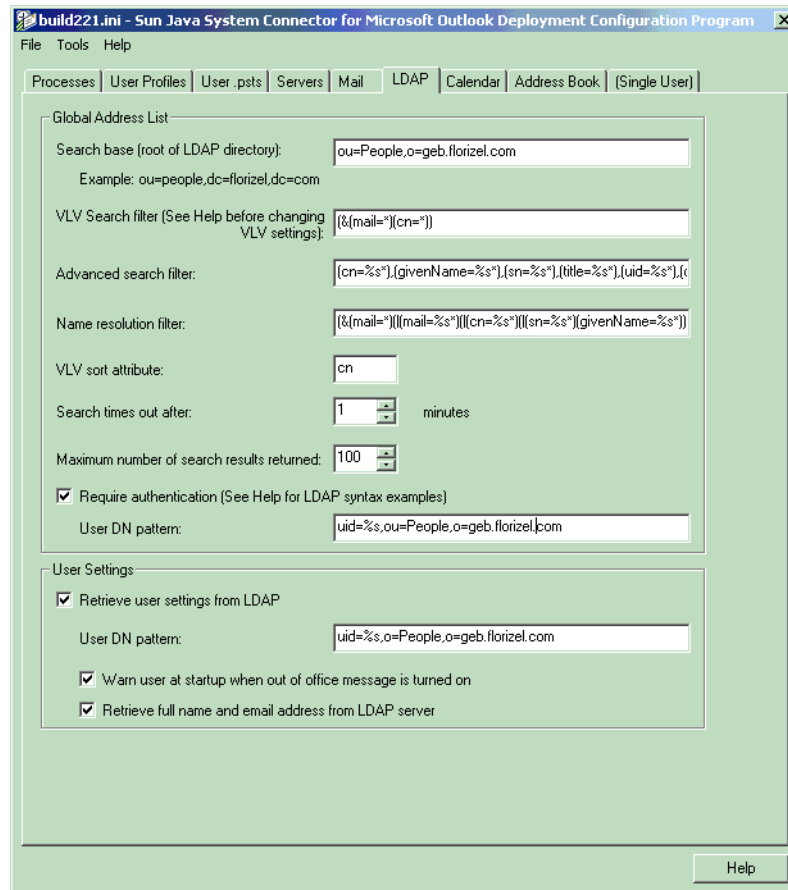 build221.ini - Sun Java System Connector for Microsoft Outlook Deployment Configuration Program
File Tools Help
Processes User Profiles User .psts Servers Mail LDAP Calendar Address Book (Single User)
Global Address List
Search base (root of LDAP directory): ou=People,o=geb.florizel.com
Example: ou=people,dc=florizel,dc=com
VLV Search filter (See Help before changing
VLV settings): (&(mail=*)(cn=*))
Advanced search filter: (cn=%s*),(givenName=%s*),(sn=%s*),(title=%s*),(uid=%s*),(
Name resolution filter: (&(mail=*)(|(mail=%s*)(|(cn=%s*)(|(sn=%s*)(givenName=%s*))
VLV sort attribute: cn
Search times out after: 1 minutes
Maximum number of search results returned: 100
Require authentication (See Help for LDAP syntax examples)
User DN pattern: uid=%s,ou=People,o=geb.florizel.com
User Settings
Retrieve user settings from LDAP
User DN pattern: uid=%s,o=People,o=geb.florizel.com
Warn user at startup when out of office message is turned on
Retrieve full name and email address from LDAP server
Help